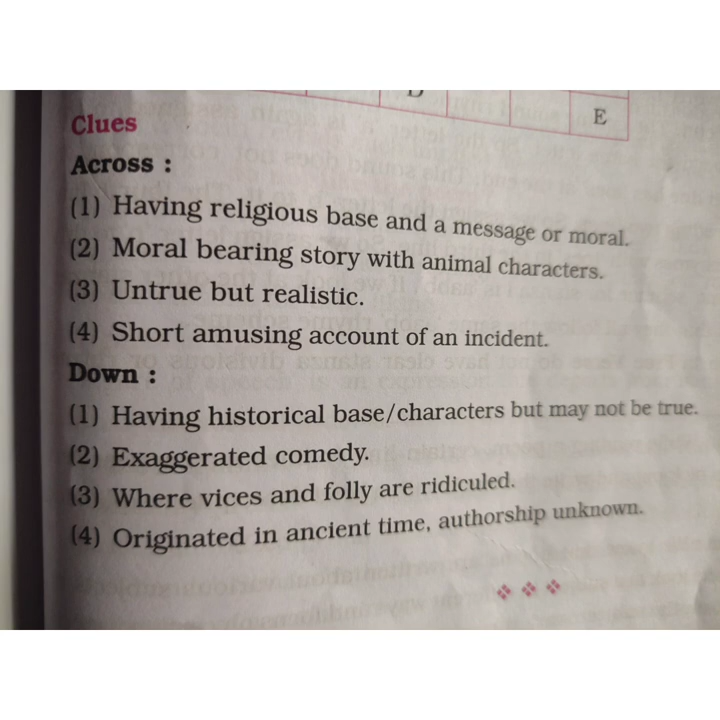 E
Clues
Across :
(1) Having religious base and a message or moral.
(2) Moral bearing story with animal characters.
(3) Untrue but realistic.
(4) Short amusing account of an incident.
Down :
(1) Having historical base/characters but may not be true.
(2) Exaggerated comedy.
(3) Where vices and folly are ridiculed.
(4) Originated in ancient time, authorship unknown.